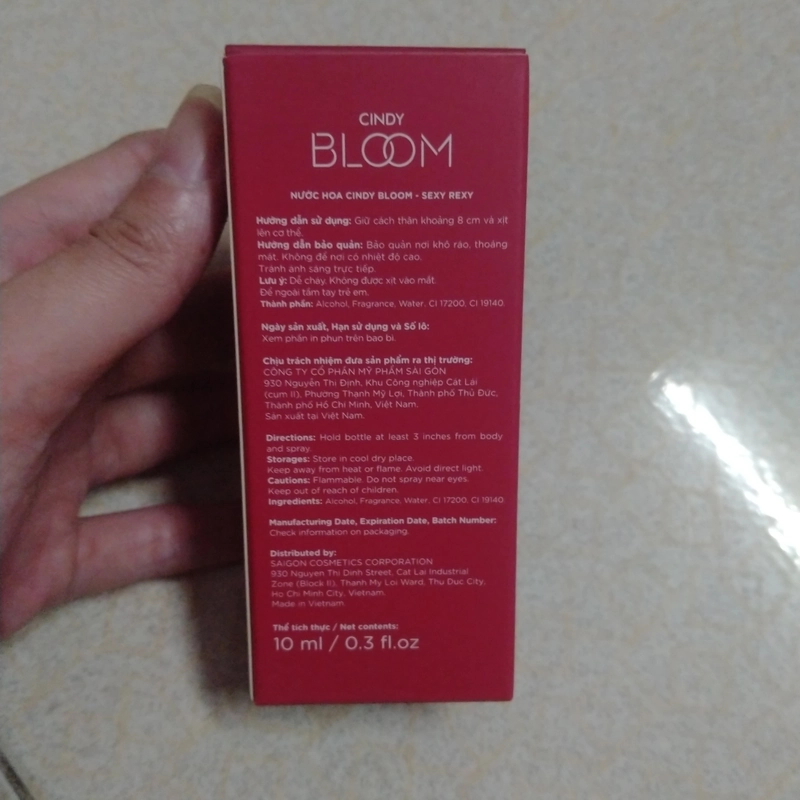 CINDY
BLOOM
NƯỚC HOA CINDY BLOOM - SEXY REXY
Hướng dẫn sử dụng: Giữ cách thân khoảng 8 cm và xịt
lên cơ thể.
Hướng dẫn bảo quản: Bảo quản nơi khô ráo, thoáng
mát. Không để nơi có nhiệt độ cao.
Tránh ánh sáng trực tiếp.
Lưu ý: Dễ cháy. Không được xịt vào mắt.
Để ngoài tầm tay trẻ em.
Thành phần: Alcohol, Fragrance, Water, CI 17200, CI 19140.
Ngày sản xuất, Hạn sử dụng và Số lô:
Xem phần in phun trên bao bì.
Chịu trách nhiệm đưa sản phẩm ra thị trường:
CÔNG TY CỔ PHẦN MỸ PHẨM SÀI GÒN
930 Nguyễn Thị Định, Khu Công nghiệp Cát Lái
(cụm II), Phường Thạnh Mỹ Lợi, Thành phố Thủ Đức,
Thành phố Hồ Chí Minh, Việt Nam.
Sản xuất tại Việt Nam.
Directions: Hold bottle at least 3 inches from body
and spray.
Storages: Store in cool dry place.
Keep away from heat or flame. Avoid direct light.
Cautions: Flammable. Do not spray near eyes.
Keep out of reach of children.
Ingredients: Alcohol, Fragrance, Water, CI 17200, CI 19140.
Manufacturing Date, Expiration Date, Batch Number:
Check information on packaging.
Distributed by:
SAIGON COSMETICS CORPORATION
930 Nguyen Thi Dinh Street, Cat Lai Industrial
Zone (Block II), Thanh My Loi Ward, Thu Duc City,
Ho Chi Minh City, Vietnam.
Made in Vietnam.
Thể tích thực / Net contents:
10 ml / 0.3 fl.oz